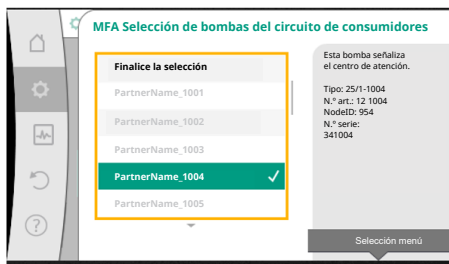 MFA Selección de bombas del circuito de consumidores
Finalice la selección
PartnerName_1001
PartnerName_1002
PartnerName_1003
PartnerName_1004
PartnerName_1005
Esta bomba señaliza
el centro de atención.
Tipo: 25/1-1004
N.º art.: 12 1004
NodeID: 954
N.º serie:
341004
Selección menú